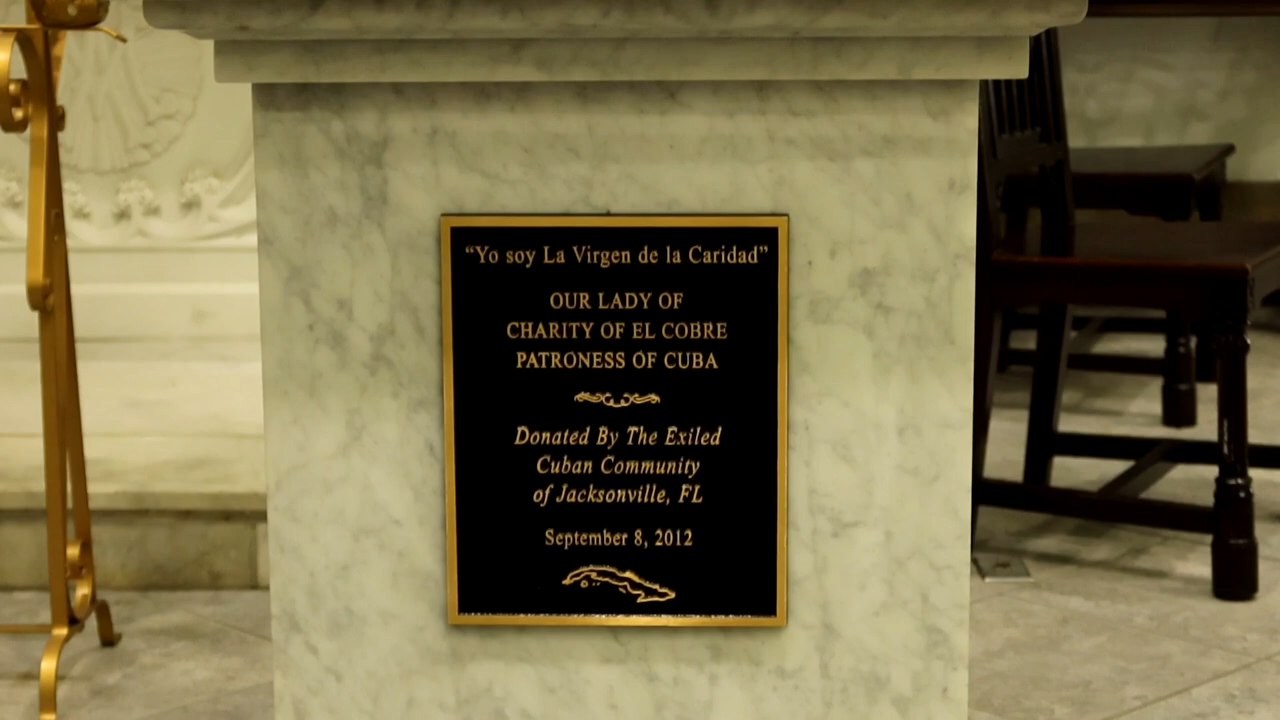 “Yo soy La Virgen de la Caridad”
OUR LADY OF
CHARITY OF EL COBRE
PATRONESS OF CUBA
Donated By The Exiled
Cuban Community
of Jacksonville, FL
September 8, 2012